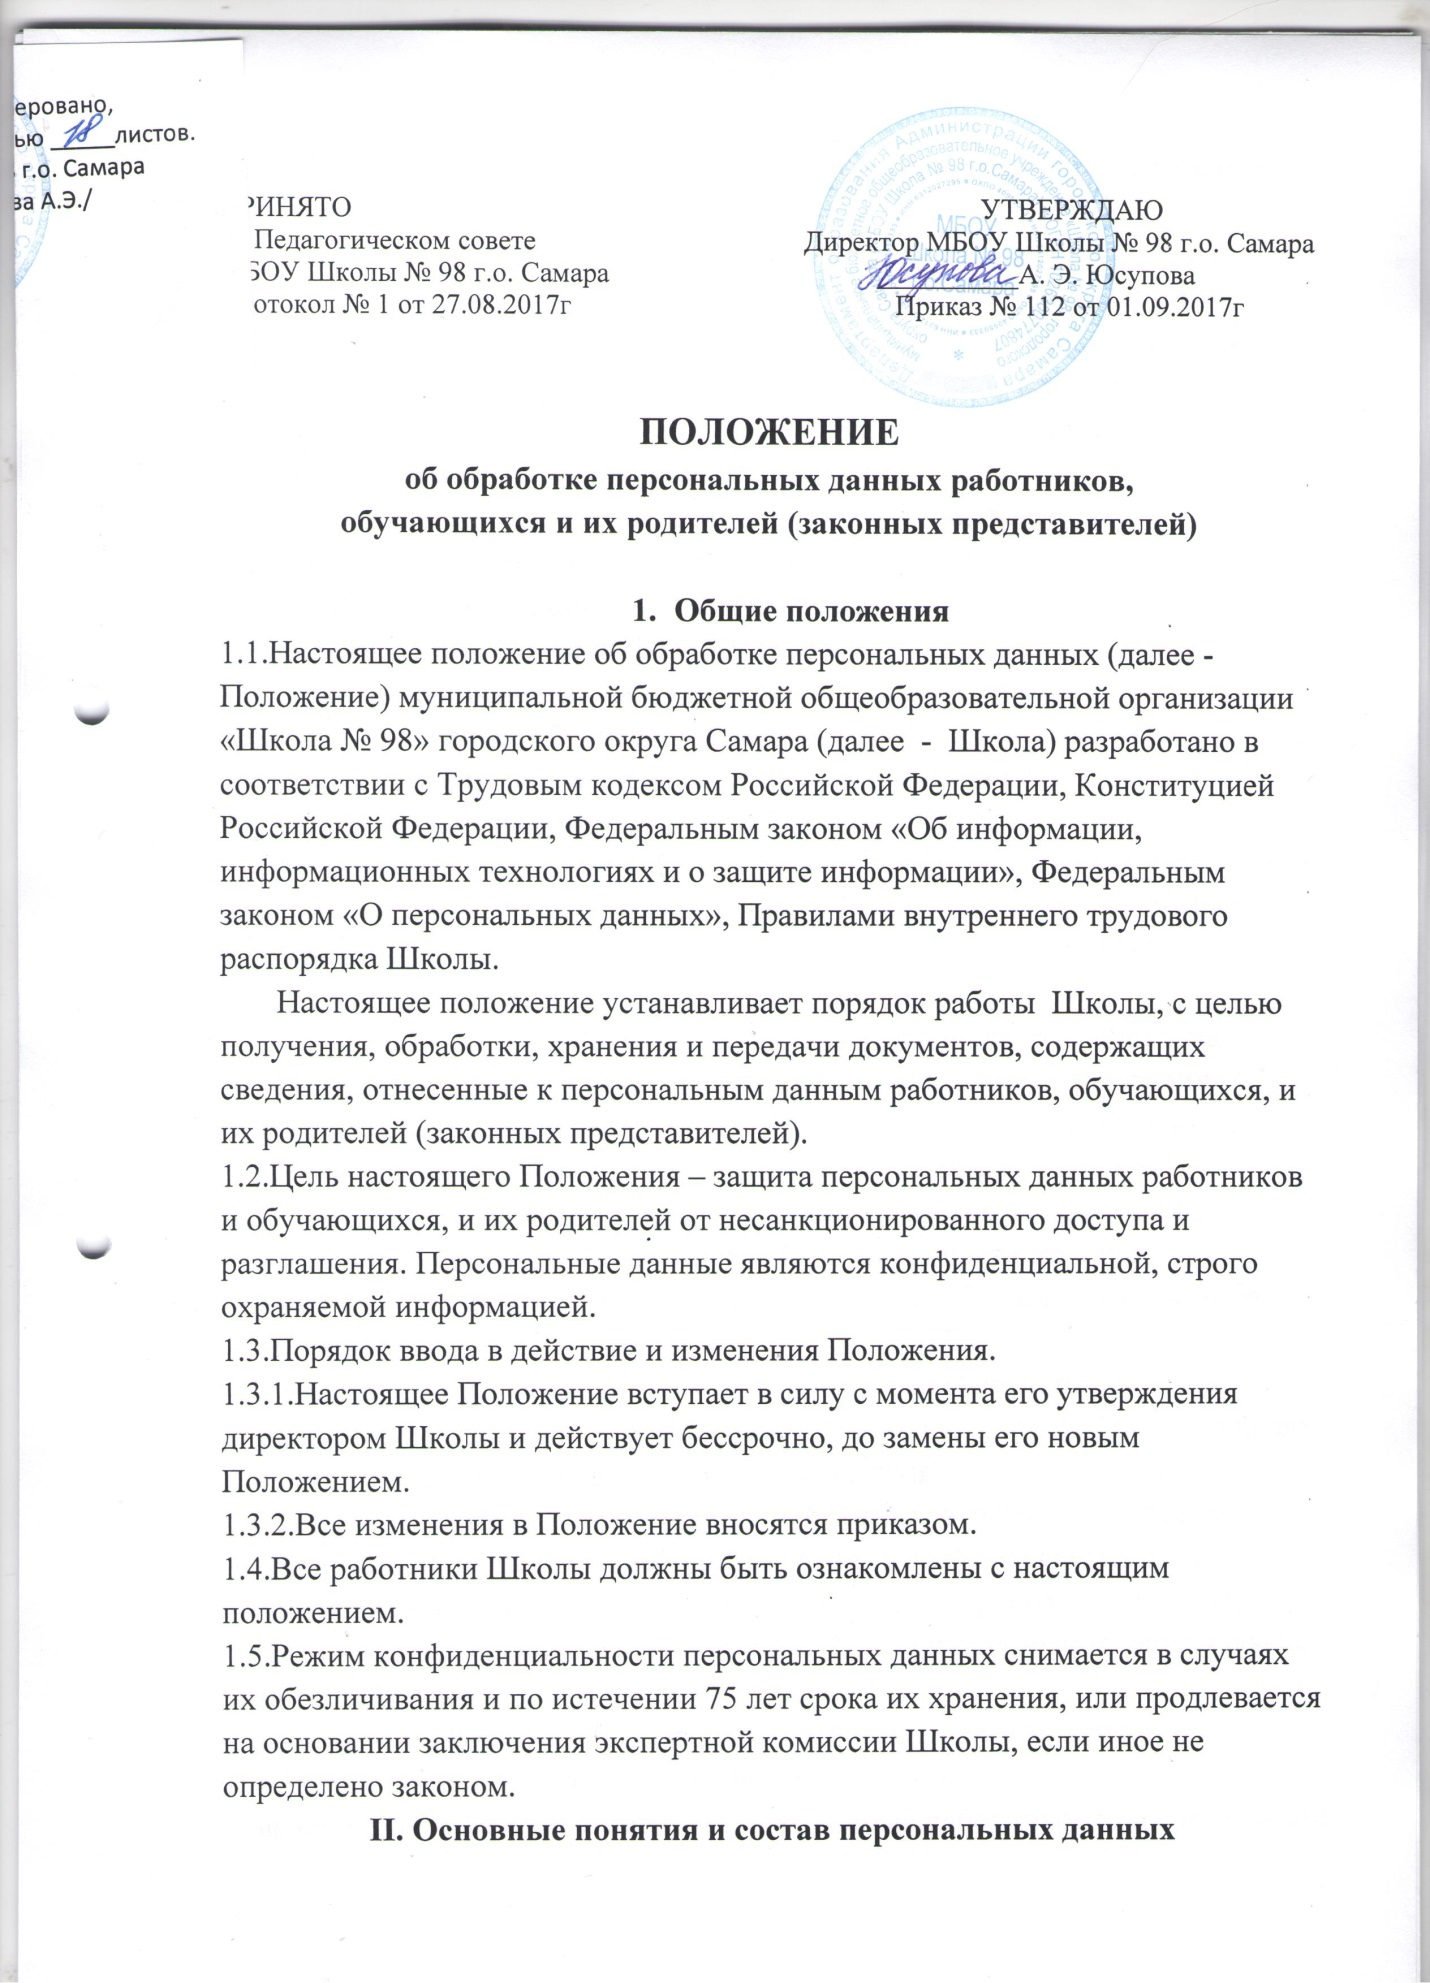 еровано,
ью 18 листов.
г.о. Самара
ва А.Э./
РИНЯТО
Педагогическом совете
БОУ Школы № 98 г.о. Самара
отокол № 1 от 27.08.2017г
УТВЕРЖДАЮ
Директор МБОУ Школы № 98 г.о. Самара
Юсупова А. Э. Юсупова
Приказ № 112 от 01.09.2017г
МБОУ
Школа № 98
г.о.Самара
ПОЛОЖЕНИЕ
об обработке персональных данных работников,
обучающихся и их родителей (законных представителей)
1. Общие положения
1.1.Настоящее положение об обработке персональных данных (далее -
Положение) муниципальной бюджетной общеобразовательной организации
«Школа № 98» городского округа Самара (далее - Школа) разработано в
соответствии с Трудовым кодексом Российской Федерации, Конституцией
Российской Федерации, Федеральным законом «Об информации,
информационных технологиях и о защите информации», Федеральным
законом «О персональных данных», Правилами внутреннего трудового
распорядка Школы.
Настоящее положение устанавливает порядок работы Школы, с целью
получения, обработки, хранения и передачи документов, содержащих
сведения, отнесенные к персональным данным работников, обучающихся, и
их родителей (законных представителей).
1.2.Цель настоящего Положения – защита персональных данных работников
и обучающихся, и их родителей от несанкционированного доступа и
разглашения. Персональные данные являются конфиденциальной, строго
охраняемой информацией.
1.3.Порядок ввода в действие и изменения Положения.
1.3.1.Настоящее Положение вступает в силу с момента его утверждения
директором Школы и действует бессрочно, до замены его новым
Положением.
1.3.2.Все изменения в Положение вносятся приказом.
1.4.Все работники Школы должны быть ознакомлены с настоящим
положением.
1.5.Режим конфиденциальности персональных данных снимается в случаях
их обезличивания и по истечении 75 лет срока их хранения, или продлевается
на основании заключения экспертной комиссии Школы, если иное не
определено законом.
II. Основные понятия и состав персональных данных